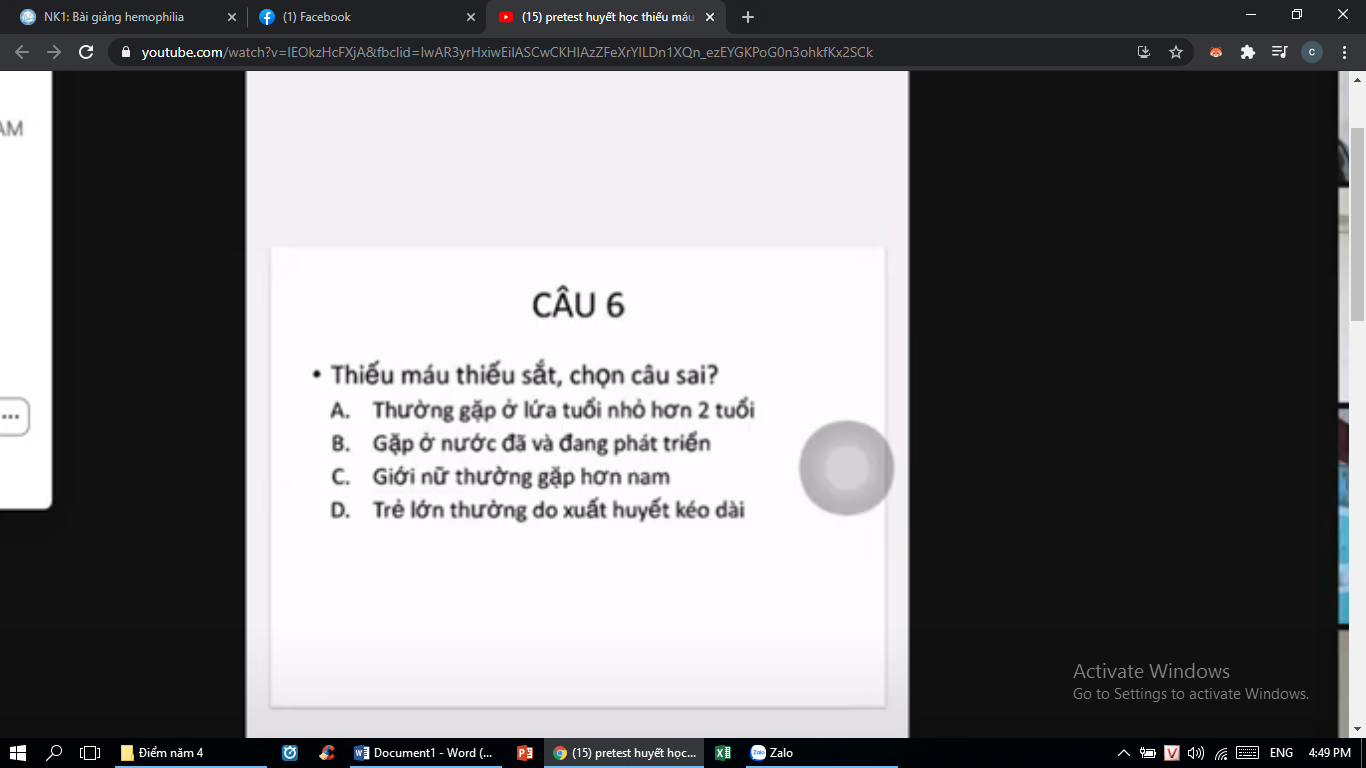 NK1: Bài giảng hemophilia
(1) Facebook
(15) pretest huyết học thiếu máu
youtube.com/watch?v=IEOkzHcFXjA&fbclid=IwAR3yrHxiwEilASCwCKHIAzZFeXrYILDn1XQn_ezEYGKPoG0n3ohkfKx2SCk
c
AM
CÂU 6
• Thiếu máu thiếu sắt, chọn câu sai?
A. Thường gặp ở lứa tuổi nhỏ hơn 2 tuổi
B. Gặp ở nước đã và đang phát triển
C. Giới nữ thường gặp hơn nam
D. Trẻ lớn thường do xuất huyết kéo dài
Activate Windows
Go to Settings to activate Windows.
Điểm năm 4
Document1 - Word (...
(15) pretest huyết học...
Zalo
ENG
4:49 PM